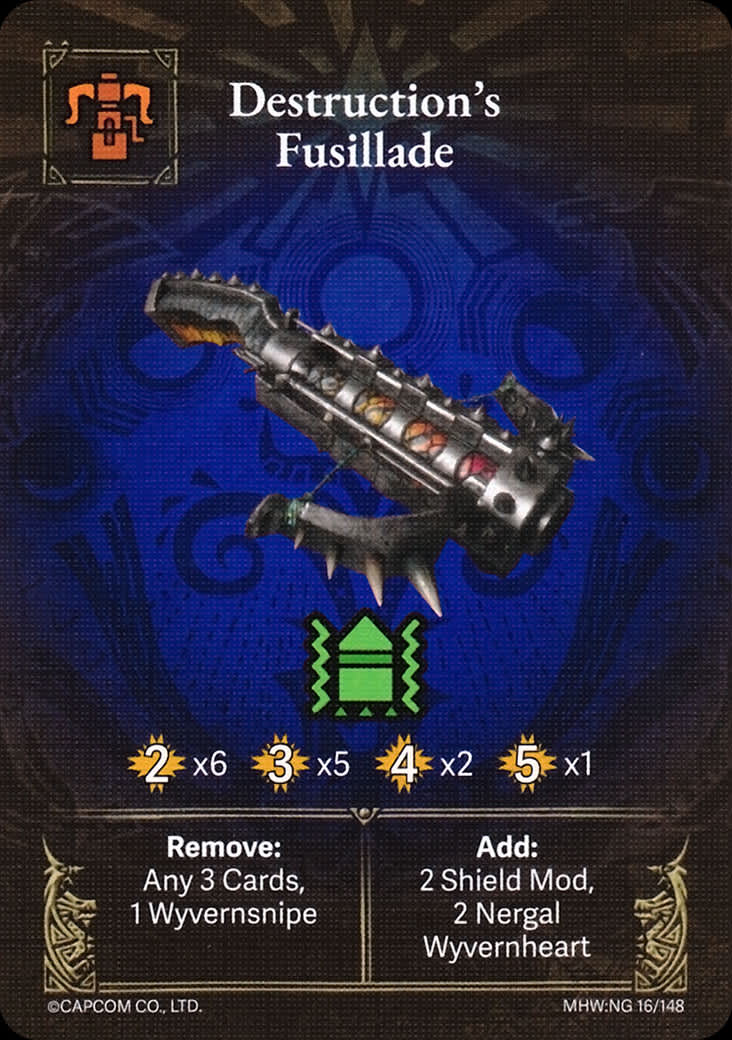 Destruction's
Fusillade
2 x6 3 x5 4 x2 5 x1
Remove:
Any 3 Cards,
1 Wyvernsnipe
Add:
2 Shield Mod,
2 Nergal
Wyvernheart
©CAPCOM CO., LTD.
MHW:NG 16/148